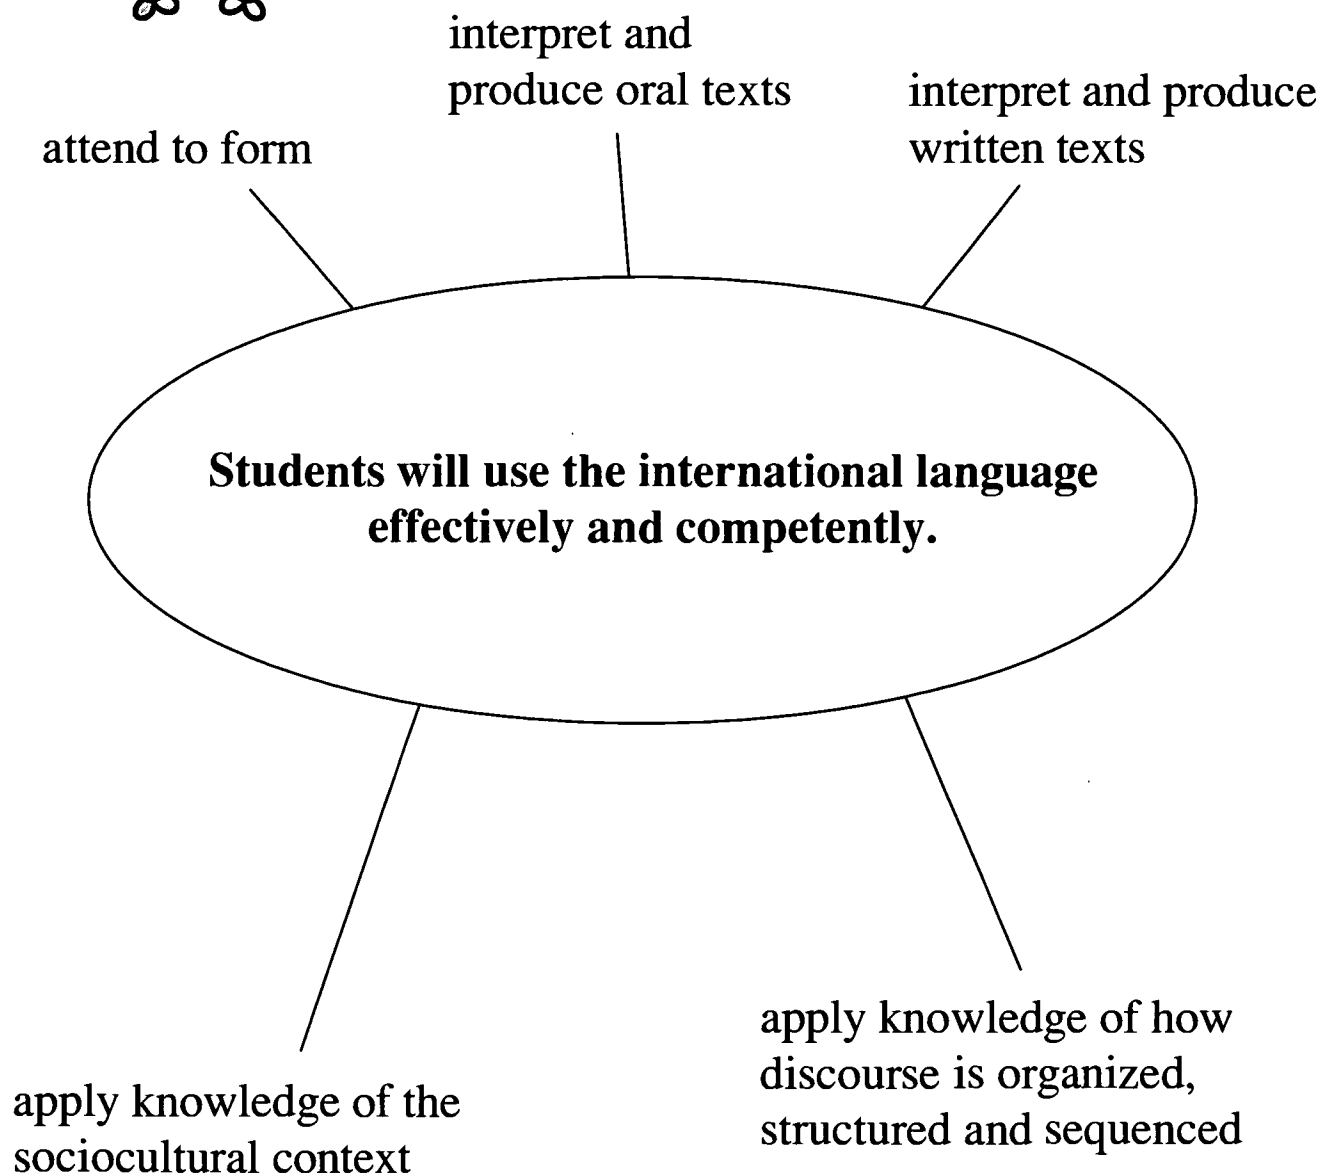 interpret and
produce oral texts
interpret and produce
written texts
attend to form
Students will use the international language
effectively and competently.
apply knowledge of how
discourse is organized,
structured and sequenced
apply knowledge of the
sociocultural context